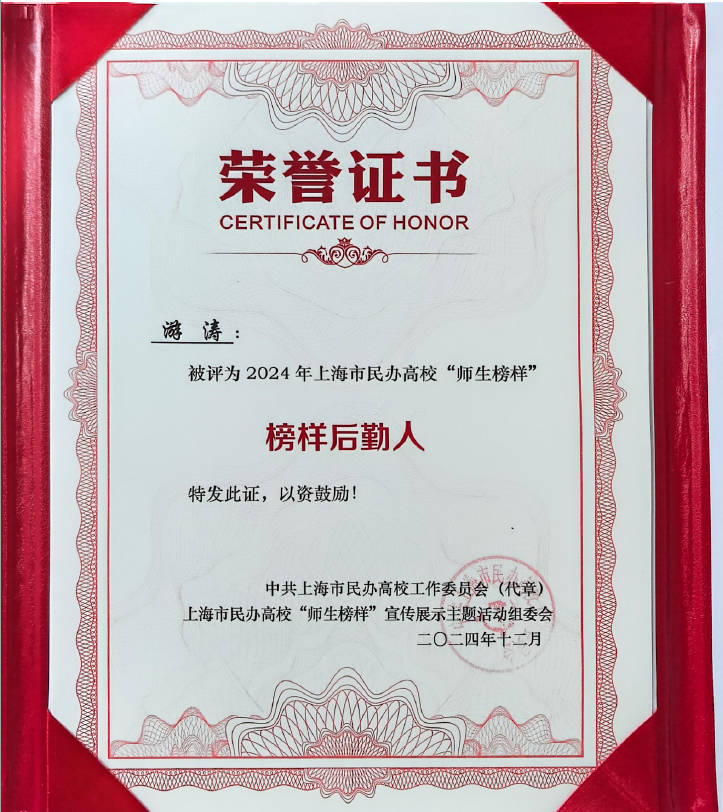 荣誉证书
CERTIFICATE OF HONOR
游 涛：
被评为2024年上海市民办高校“师生榜样”
榜样后勤人
特发此证，以资鼓励！
中共上海市民办高校工作委员会（代章）
上海市民办高校“师生榜样”宣传展示主题活动组委会
二〇二四年十二月